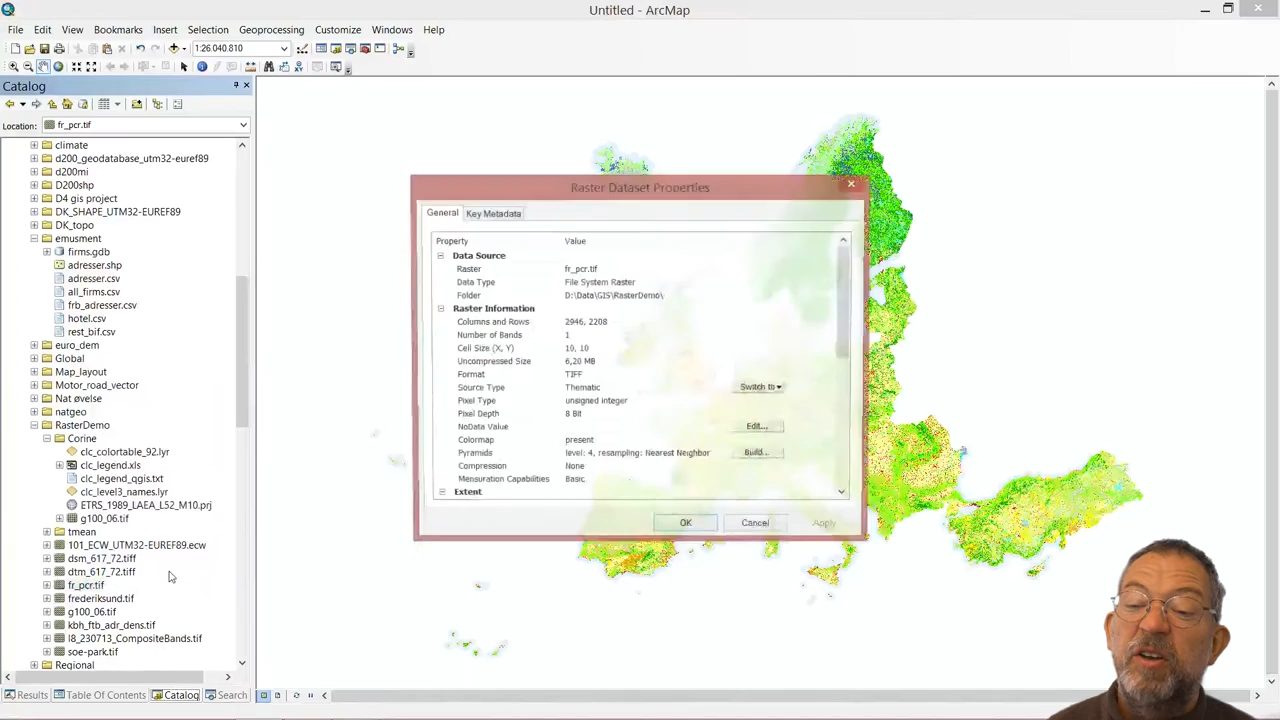 Untitled - ArcMap
File Edit View Bookmarks Insert Selection Geoprocessing Customize Windows Help
1:26.040.810
Catalog
Location: fr_pcr.tif
climate
d200_geodatabase_utm32-euref89
d200mi
D200shp
D4 gis project
DK_SHAPE_UTM32-EUREF89
DK_topo
emusment
firms.gdb
adresser.shp
adresser.csv
all_firms.csv
frb_adresser.csv
hotel.csv
rest_bif.csv
euro_dem
Global
Map_layout
Motor_road_vector
Nat øvelse
natgeo
RasterDemo
Corine
clc_colortable_92.lyr
clc_legend.xls
clc_legend_qgis.txt
clc_level3_names.lyr
ETRS_1989_LAEA_L52_M10.prj
g100_06.tif
tmean
101_ECW_UTM32-EUREF89.ecw
dsm_617_72.tiff
dtm_617_72.tiff
fr_pcr.tif
frederiksund.tif
g100_06.tif
kbh_ftb_adr_dens.tif
l8_230713_CompositeBands.tif
soe-park.tif
Regional
Results Table Of Contents Catalog Search
Raster Dataset Properties
General Key Metadata
Property Value
Data Source
Raster fr_pcr.tif
Data Type File System Raster
Folder D:\Data\GIS\RasterDemo\
Raster Information
Columns and Rows 2946, 2208
Number of Bands 1
Cell Size (X, Y) 10, 10
Uncompressed Size 6,20 MB
Format TIFF
Source Type Thematic Switch to
Pixel Type unsigned integer
Pixel Depth 8 Bit
NoData Value Edit...
Colormap present
Pyramids level: 4, resampling: Nearest Neighbor Build...
Compression None
Mensuration Capabilities Basic
Extent
OK Cancel Apply